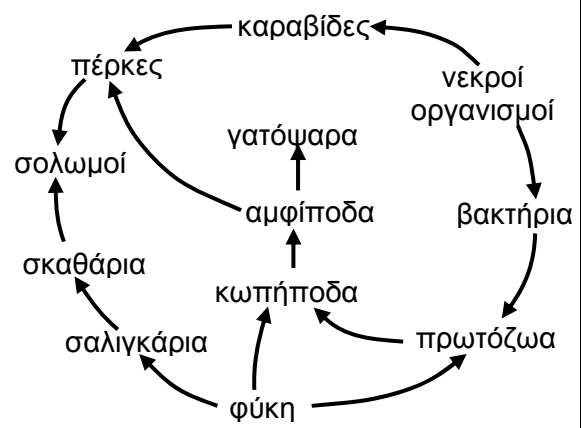 καραβίδες
πέρκες
νεκροί
οργανισμοί
γατόψαρα
σολωμοί
αμφίποδα
βακτήρια
σκαθάρια
κωπήποδα
σαλιγκάρια
πρωτόζωα
φύκη